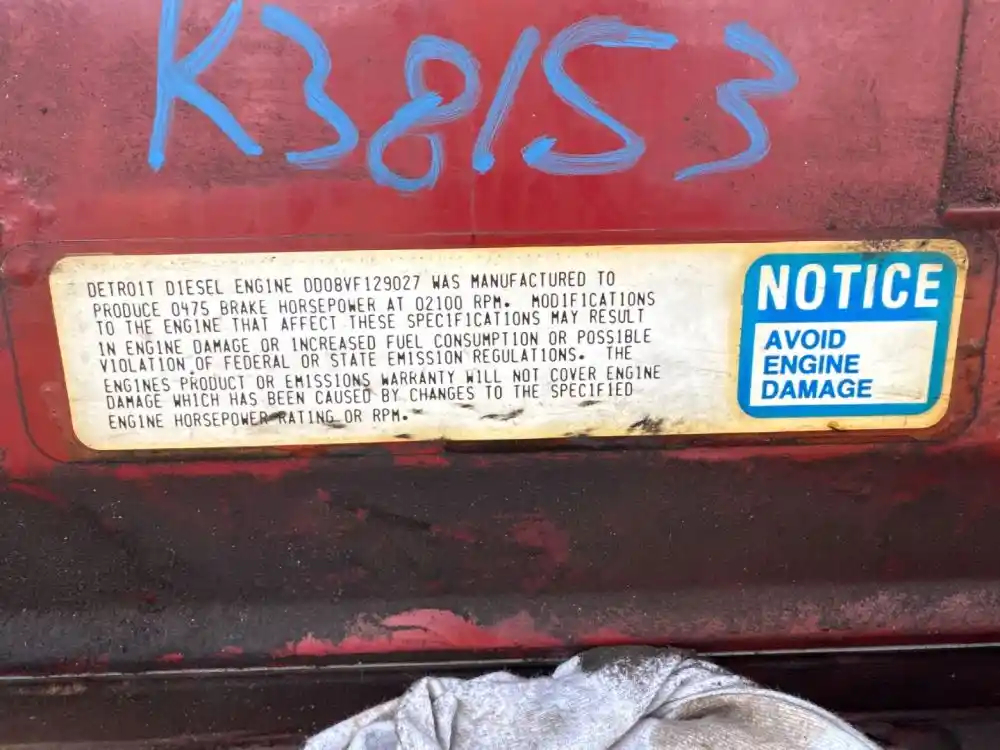 K38153
DETROIT DIESEL ENGINE DD08VF129027 WAS MANUFACTURED TO
PRODUCE 0475 BRAKE HORSEPOWER AT 02100 RPM. MODIFICATIONS
TO THE ENGINE THAT AFFECT THESE SPECIFICATIONS MAY RESULT
IN ENGINE DAMAGE OR INCREASED FUEL CONSUMPTION OR POSSIBLE
VIOLATION OF FEDERAL OR STATE EMISSION REGULATIONS. THE
ENGINES PRODUCT OR EMISSIONS WARRANTY WILL NOT COVER ENGINE
DAMAGE WHICH HAS BEEN CAUSED BY CHANGES TO THE SPECIFIED
ENGINE HORSEPOWER RATING OR RPM.
NOTICE
AVOID
ENGINE
DAMAGE